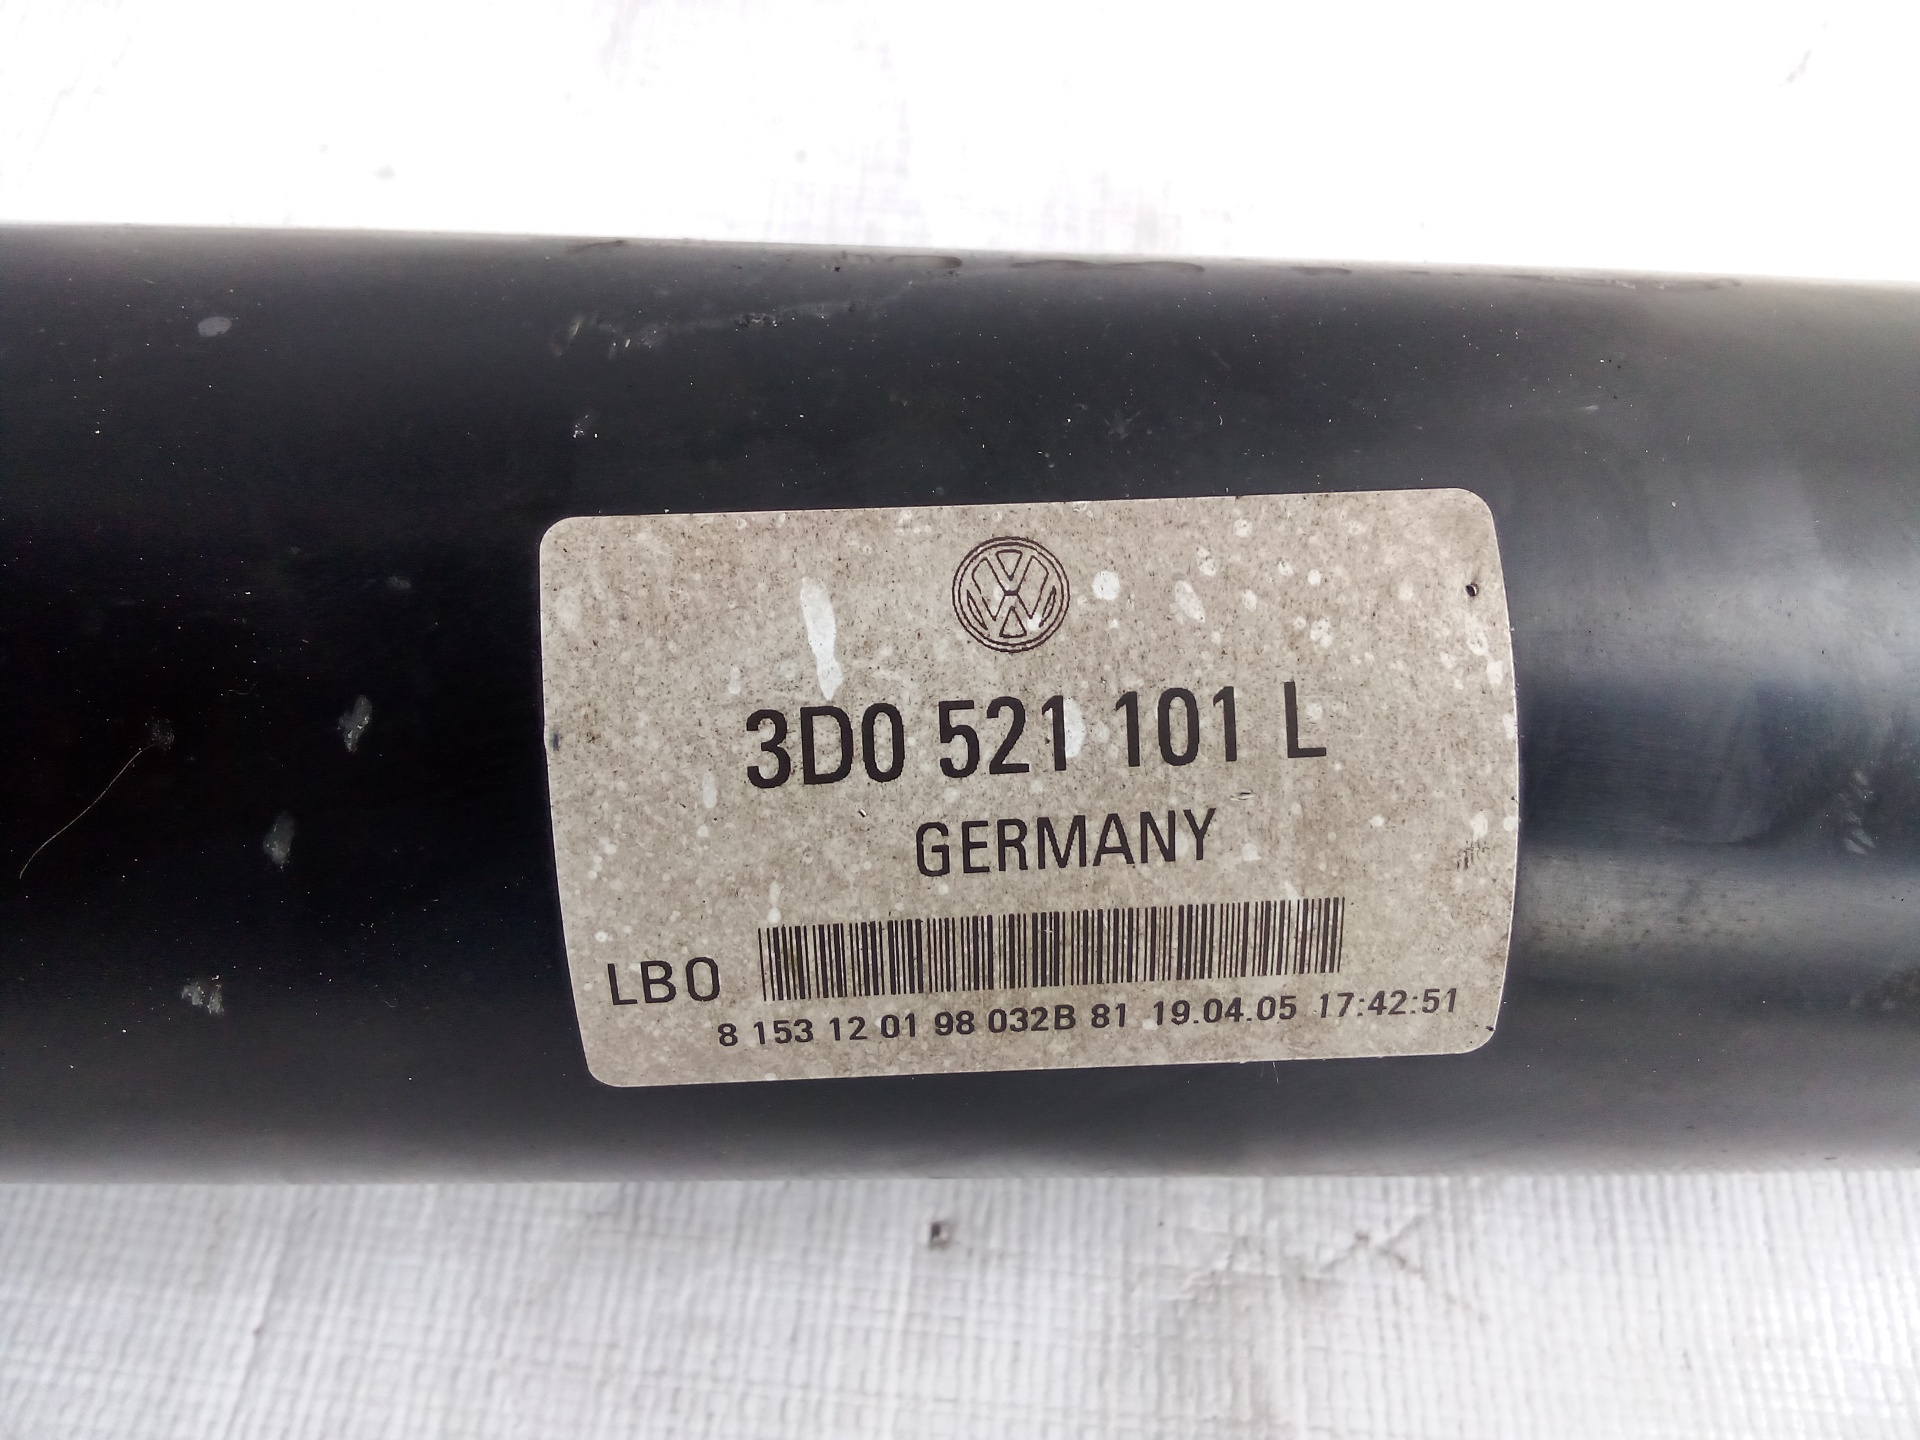 3D0 521 101 L
GERMANY
LBO
8 153 12 01 98 032B 81 19.04.05 17:42:51